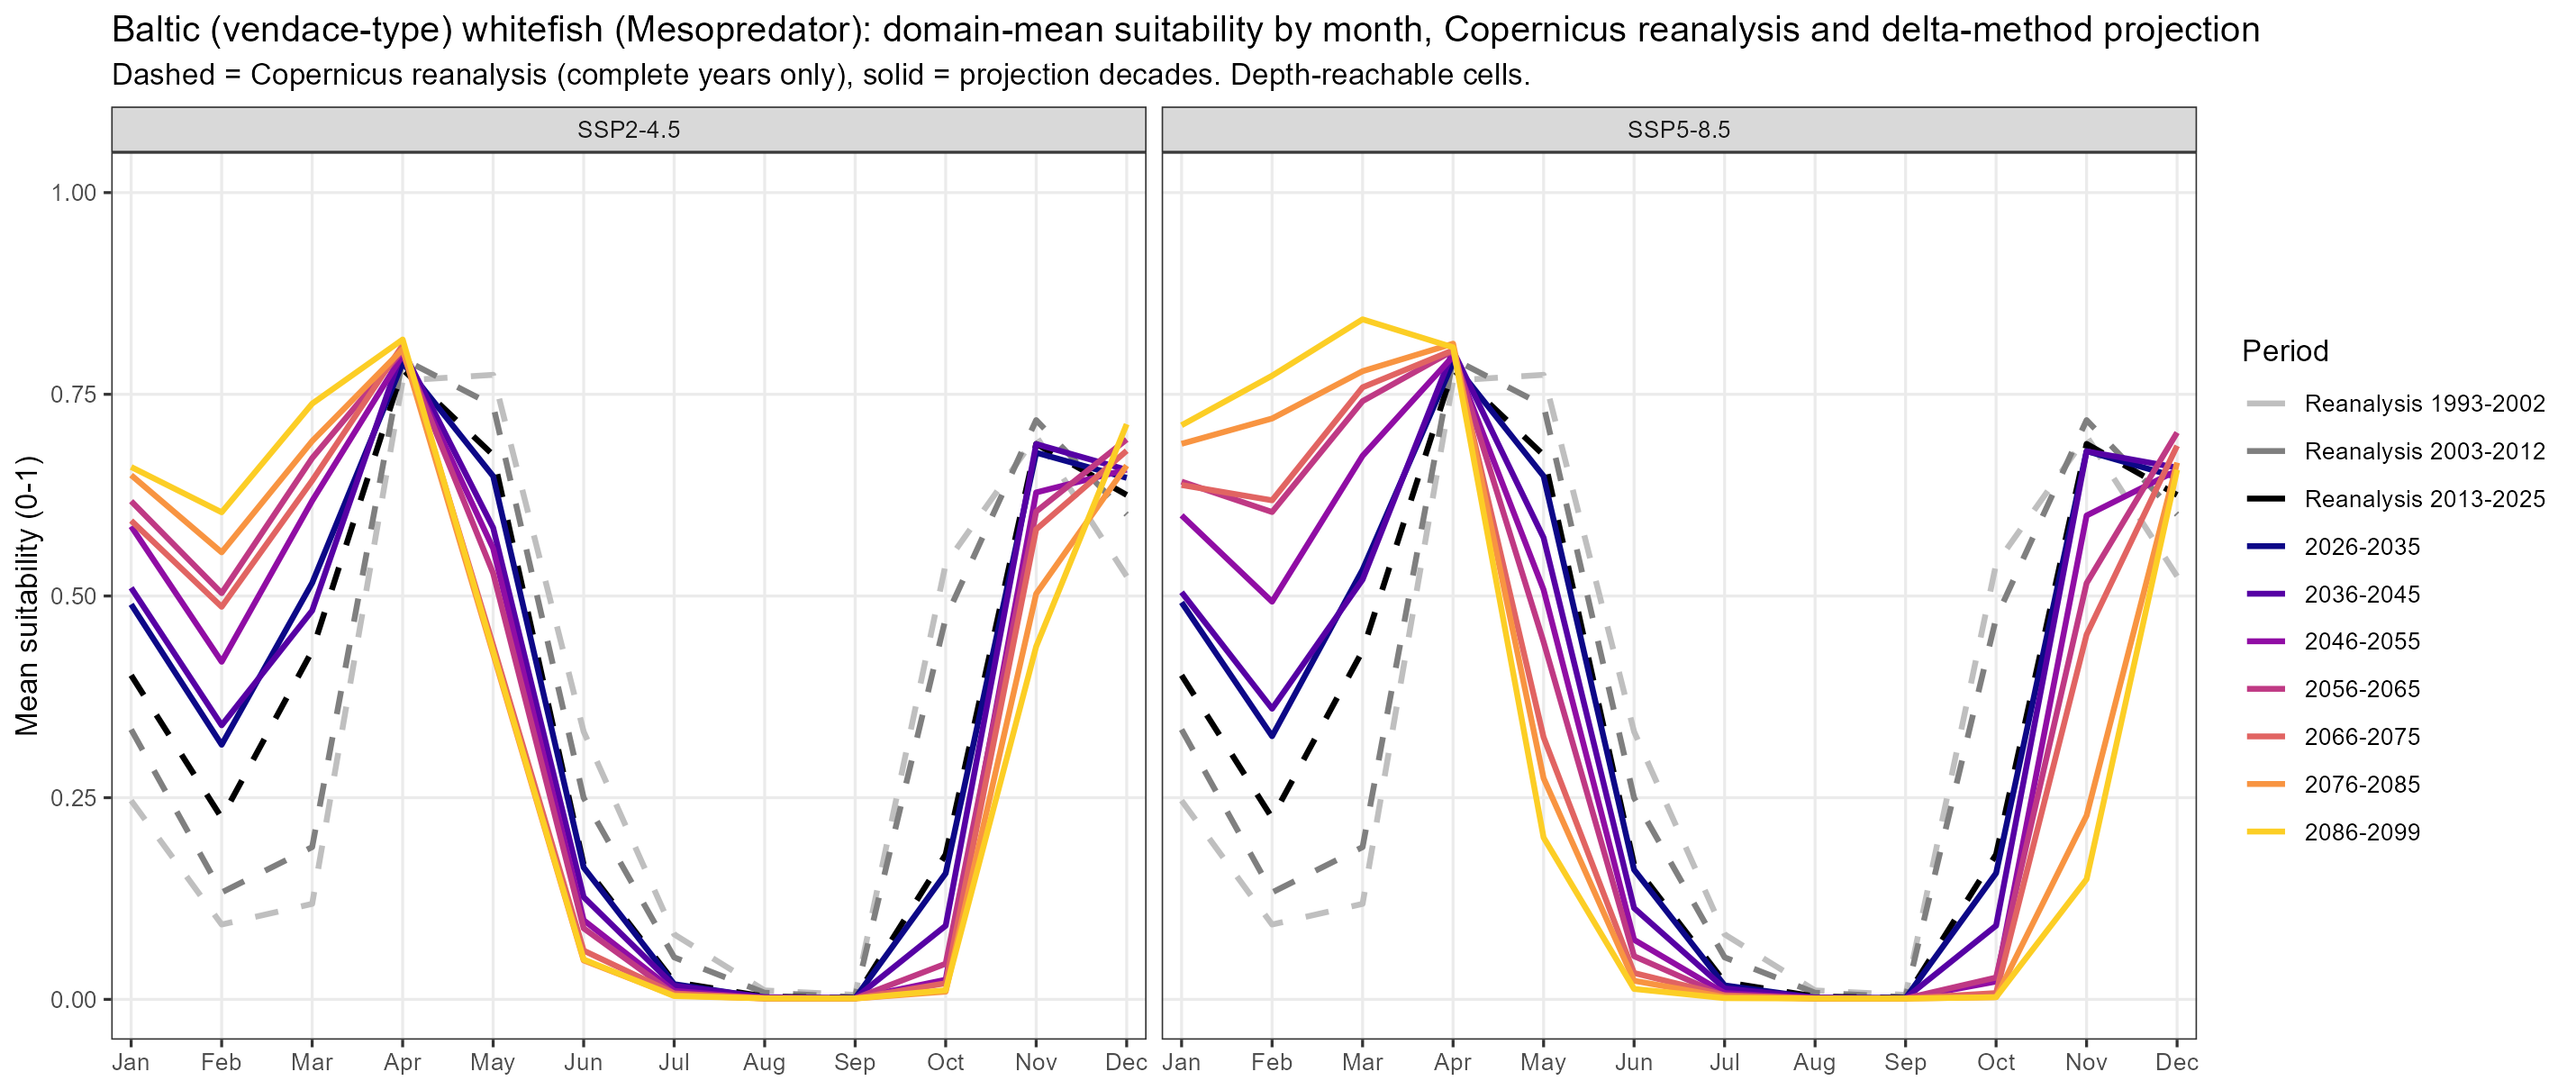 Baltic (vendace-type) whitefish (Mesopredator): domain-mean suitability by month, Copernicus reanalysis and delta-method projection
Dashed = Copernicus reanalysis (complete years only), solid = projection decades. Depth-reachable cells.
SSP2-4.5
SSP5-8.5
Mean suitability (0-1)
1.00
0.75
0.50
0.25
0.00
Jan Feb Mar Apr May Jun Jul Aug Sep Oct Nov Dec
Jan Feb Mar Apr May Jun Jul Aug Sep Oct Nov Dec
Period
Reanalysis 1993-2002
Reanalysis 2003-2012
Reanalysis 2013-2025
2026-2035
2036-2045
2046-2055
2056-2065
2066-2075
2076-2085
2086-2099